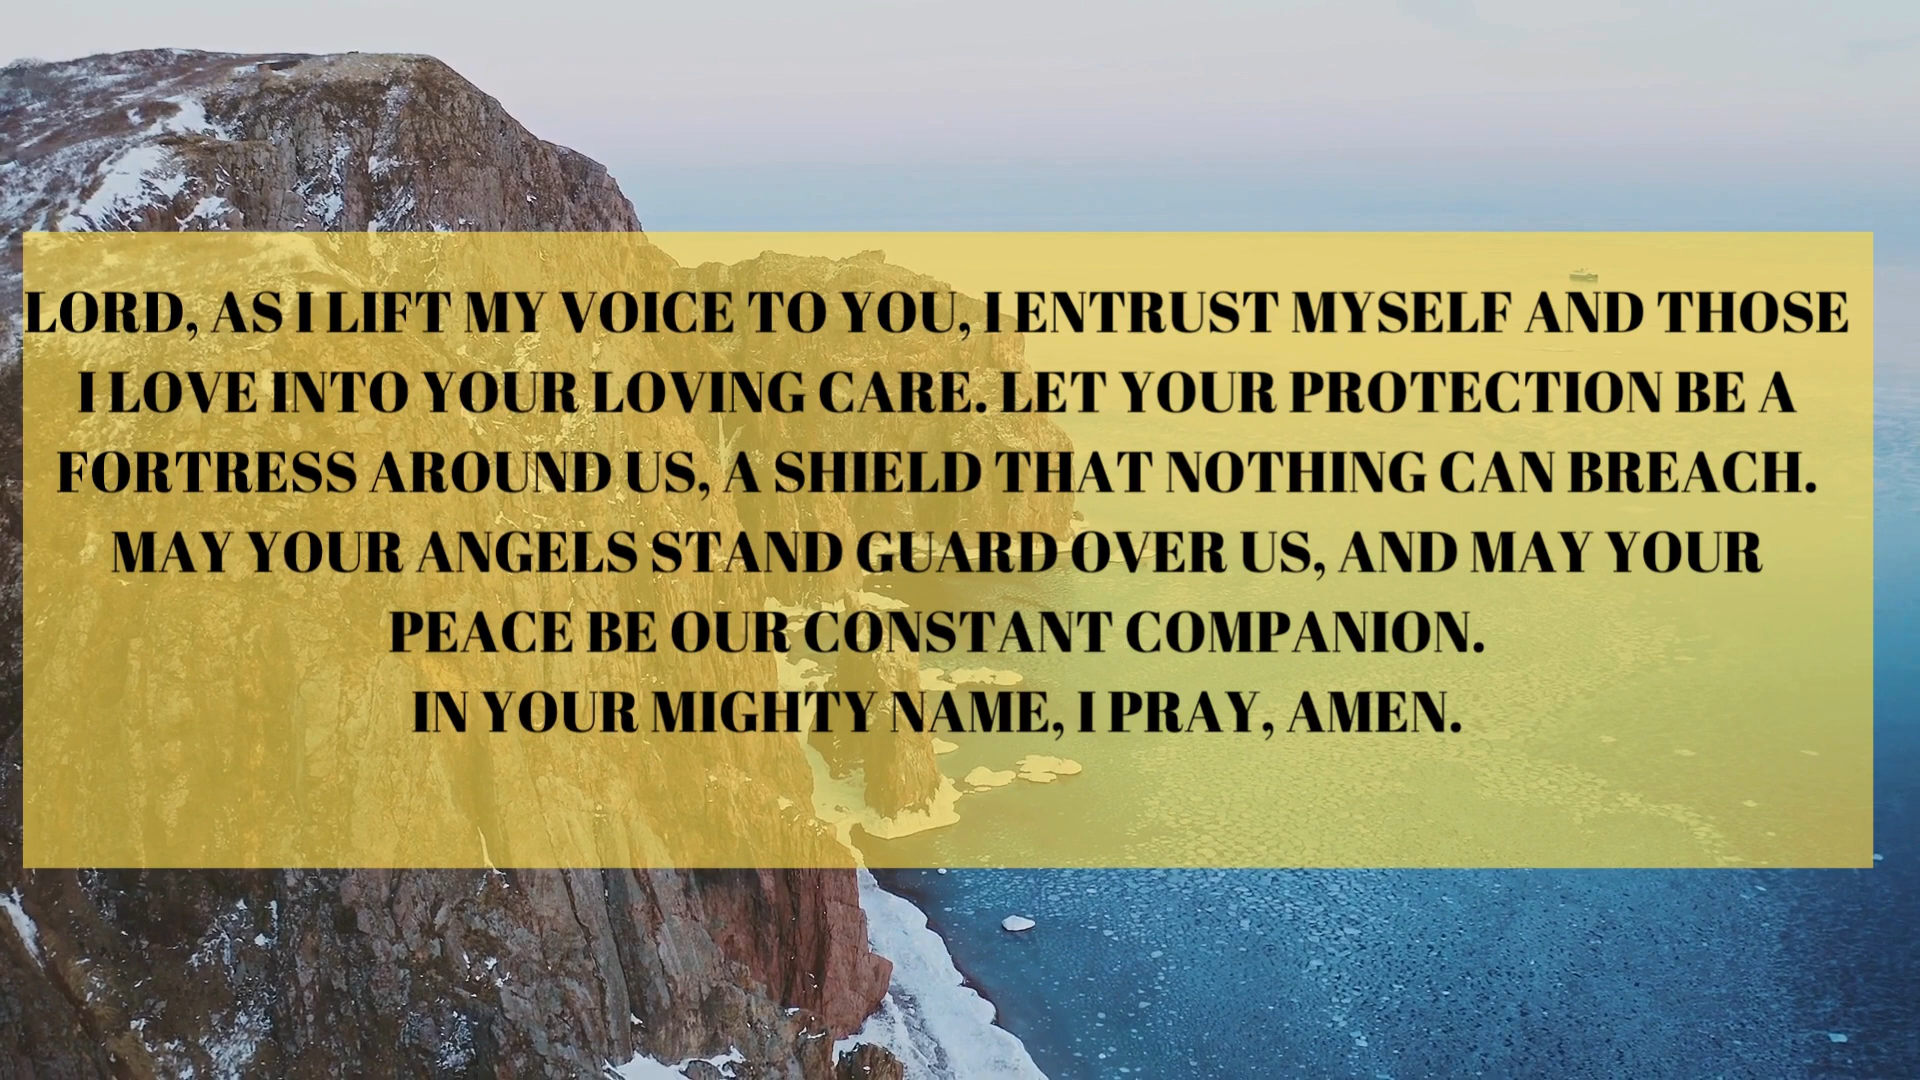 LORD, AS I LIFT MY VOICE TO YOU, I ENTRUST MYSELF AND THOSE
I LOVE INTO YOUR LOVING CARE. LET YOUR PROTECTION BE A
FORTRESS AROUND US, A SHIELD THAT NOTHING CAN BREACH.
MAY YOUR ANGELS STAND GUARD OVER US, AND MAY YOUR
PEACE BE OUR CONSTANT COMPANION.
IN YOUR MIGHTY NAME, I PRAY, AMEN.